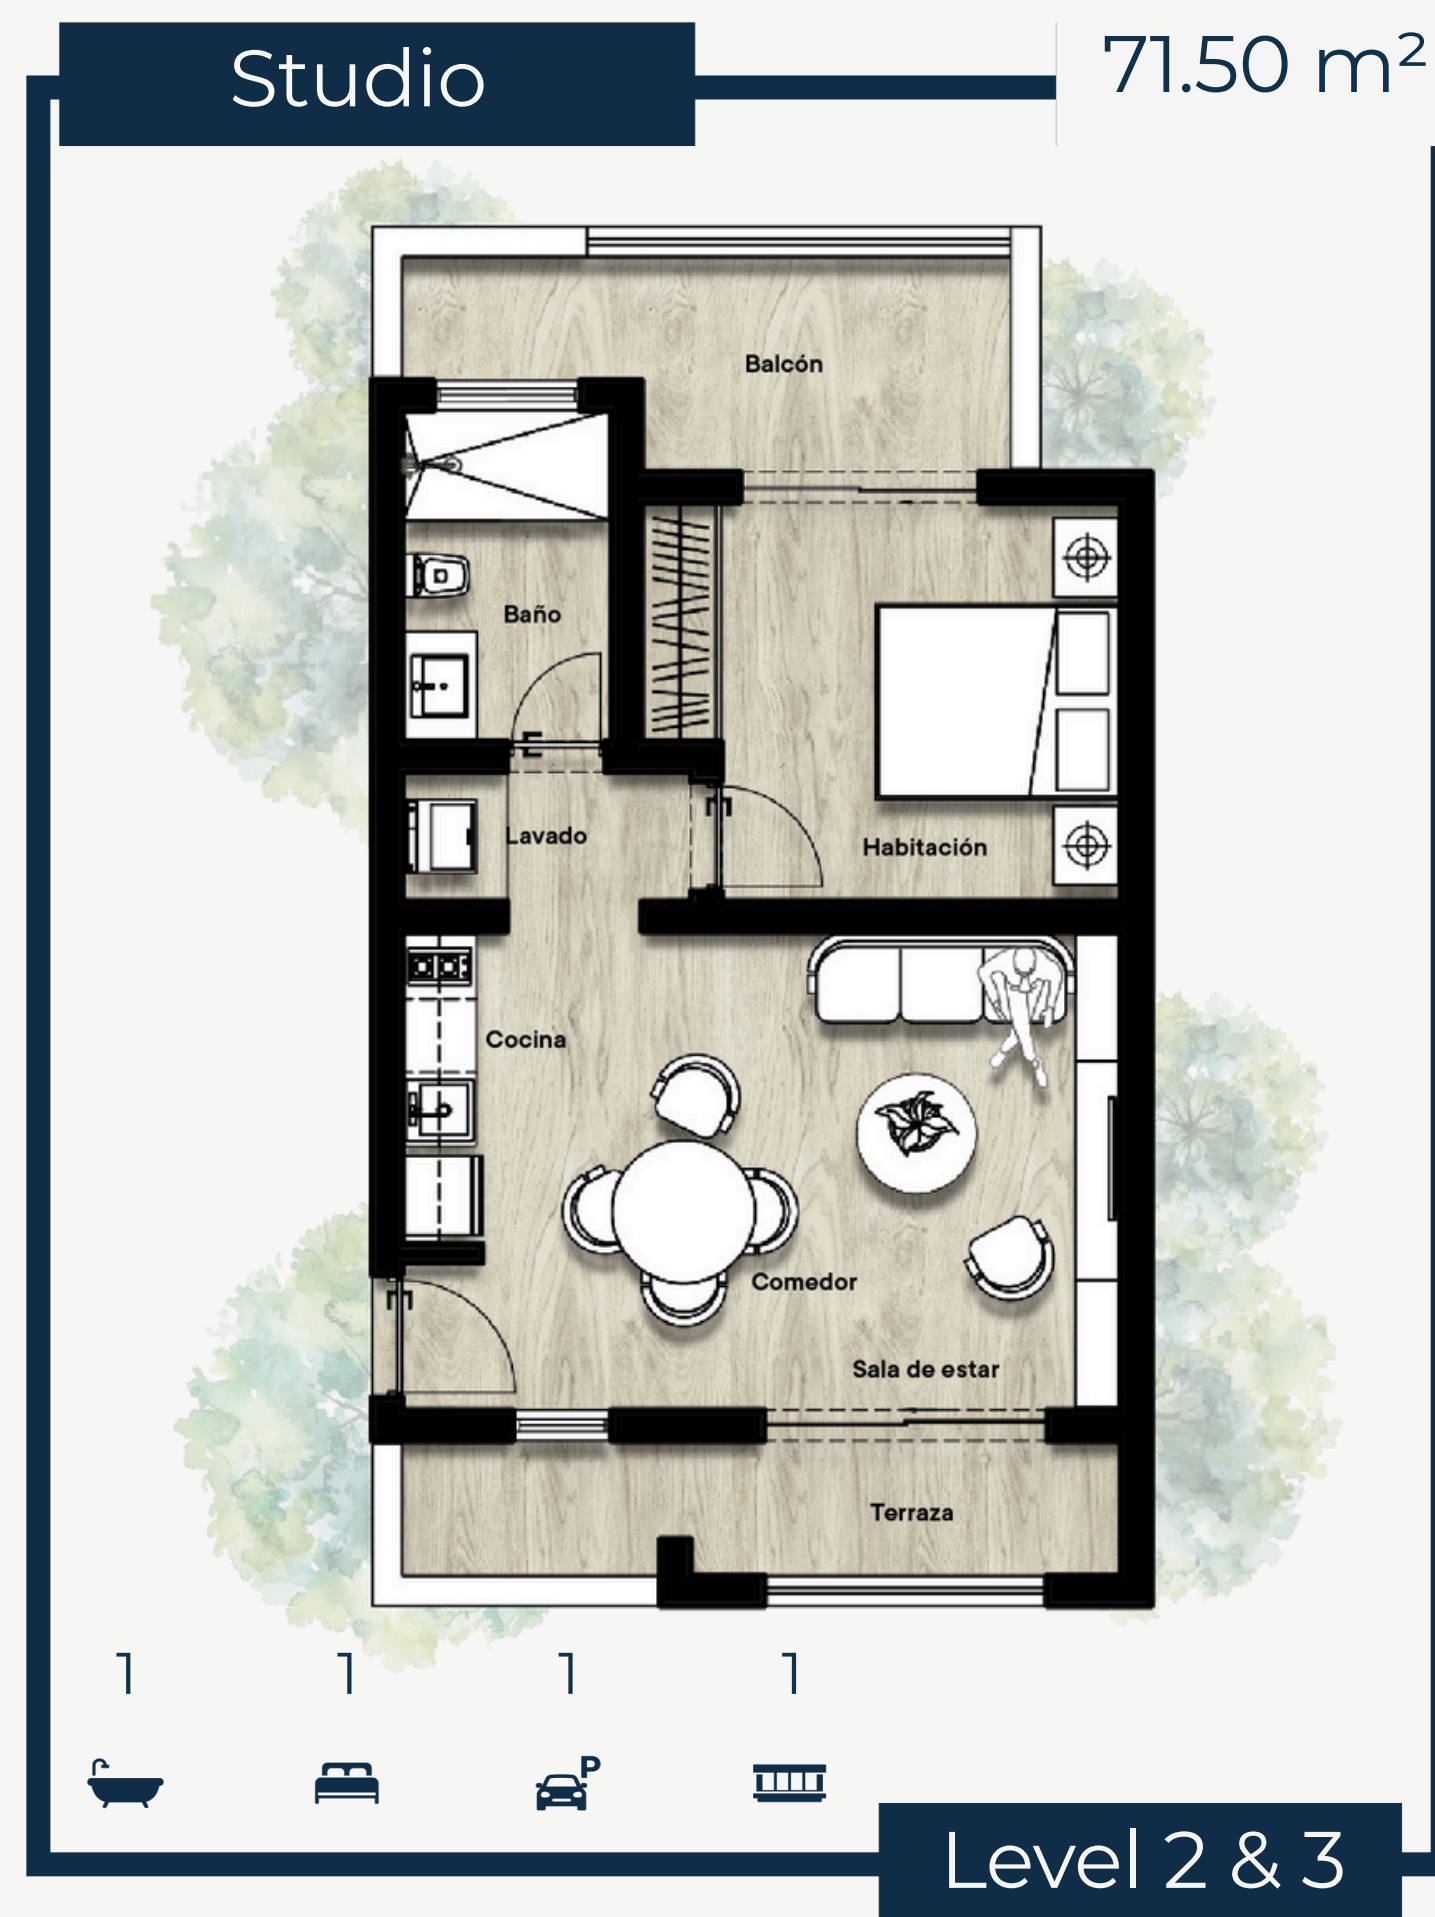 Studio
71.50 m²
Balcón
Baño
Lavado
Habitación
Cocina
Comedor
Sala de estar
Terraza
1 1 1 1
P
Level 2 & 3